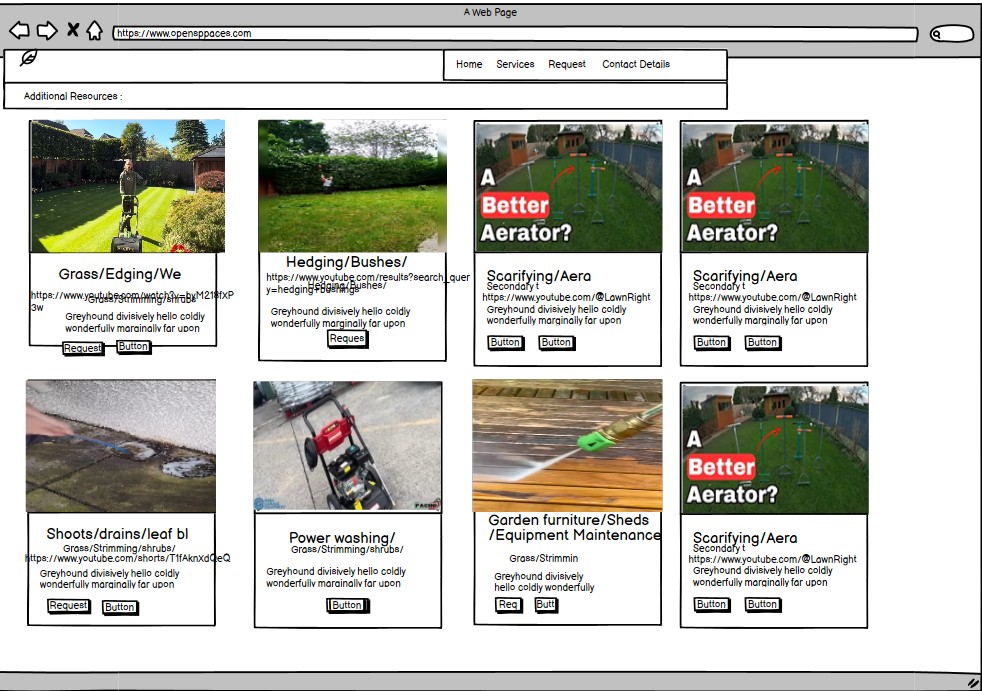 A Web Page
https://www.opensppaces.com
Home Services Request Contact Details
Additional Resources :
Grass/Edging/We
https://www.youtube.com/watch?v=byM218fXP
3w
Grass/Strimming/shrubs
Greyhound divisively hello coldly
wonderfully marginally far upon
Request
Button
Hedging/Bushes/
https://www.youtube.com/results?search_quer
y=hedging+bushings
Hedging/Bushes/
Greyhound divisively hello coldly
wonderfully marginally far upon
Reques
A
Better
Aerator?
Scarifying/Aera
Secondary t
https://www.youtube.com/@LawnRight
Greyhound divisively hello coldly
wonderfully marginally far upon
Button Button
A
Better
Aerator?
Scarifying/Aera
Secondary t
https://www.youtube.com/@LawnRight
Greyhound divisively hello coldly
wonderfully marginally far upon
Button Button
Shoots/drains/leaf bl
Grass/Strimming/shrubs/
https://www.youtube.com/shorts/T1fAknXdQeQ
Greyhound divisively hello coldly
wonderfully marginally far upon
Request Button
Power washing/
Grass/Strimming/shrubs/
Greyhound divisively hello coldly
wonderfully marginally far upon
Button
Garden furniture/Sheds
/Equipment Maintenance
Grass/Strimmin
Greyhound divisively
hello coldly wonderfully
Req Butt
A
Better
Aerator?
Scarifying/Aera
Secondary t
https://www.youtube.com/@LawnRight
Greyhound divisively hello coldly
wonderfully marginally far upon
Button Button